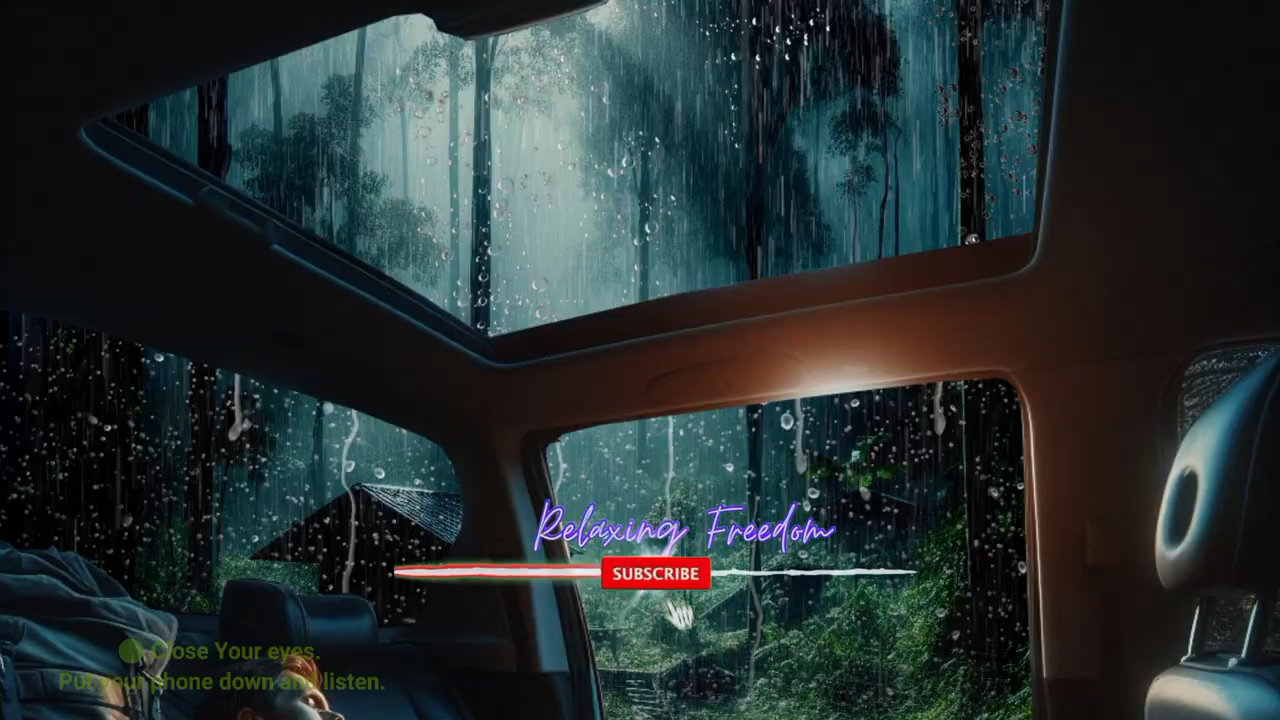 Relaxing Freedom
SUBSCRIBE
Close Your eyes.
Put your phone down and listen.